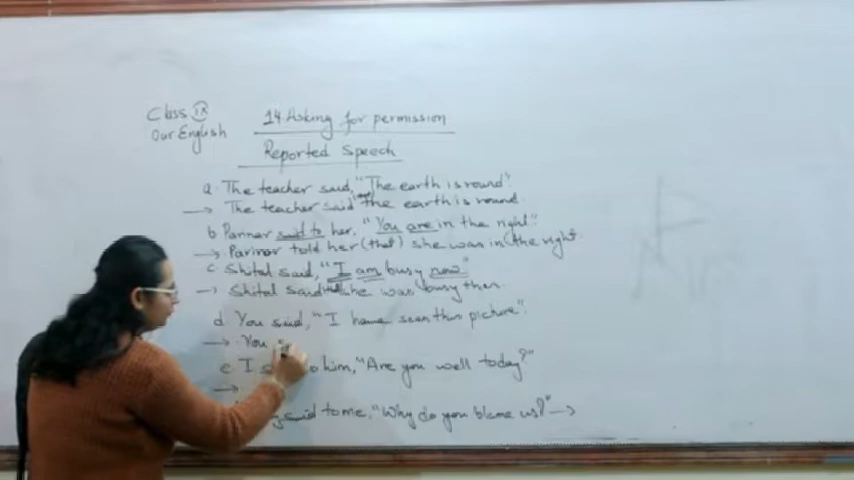 Class IX
Our English
14. Asking for permission
Reported Speech
a. The teacher said, "The earth is round".
→ The teacher said that the earth is round.
b Parmar said to her, "You are in the right".
→ Parmar told her (that) she was in the right.
c. Shital said, "I am busy now"
→ Shital said that she was busy then.
d. You said, "I have seen this picture".
→ You
e. I him, "Are you well today?"
→
said to me, "Why do you blame us?" →